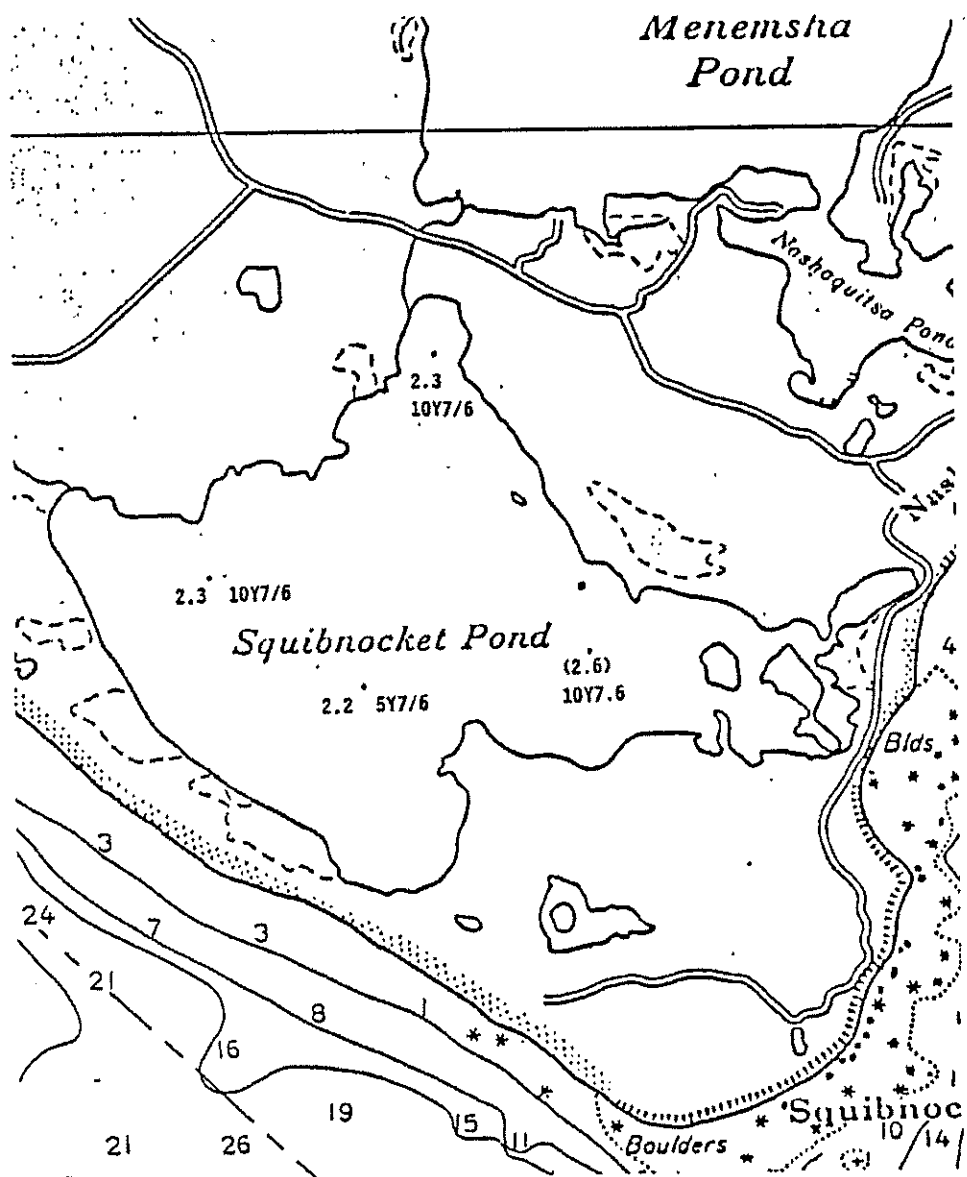 Menemsha
Pond
Nashaquitsa Pond
2.3
10Y7/6
Nas'
2.3 10Y7/6
Squibnocket Pond
4
(2.6)
10Y7.6
2.2 5Y7/6
Blds
3
24
7
3
21
8
1
16
19
15
11
Squibnoc
21
26
Boulders
10
14